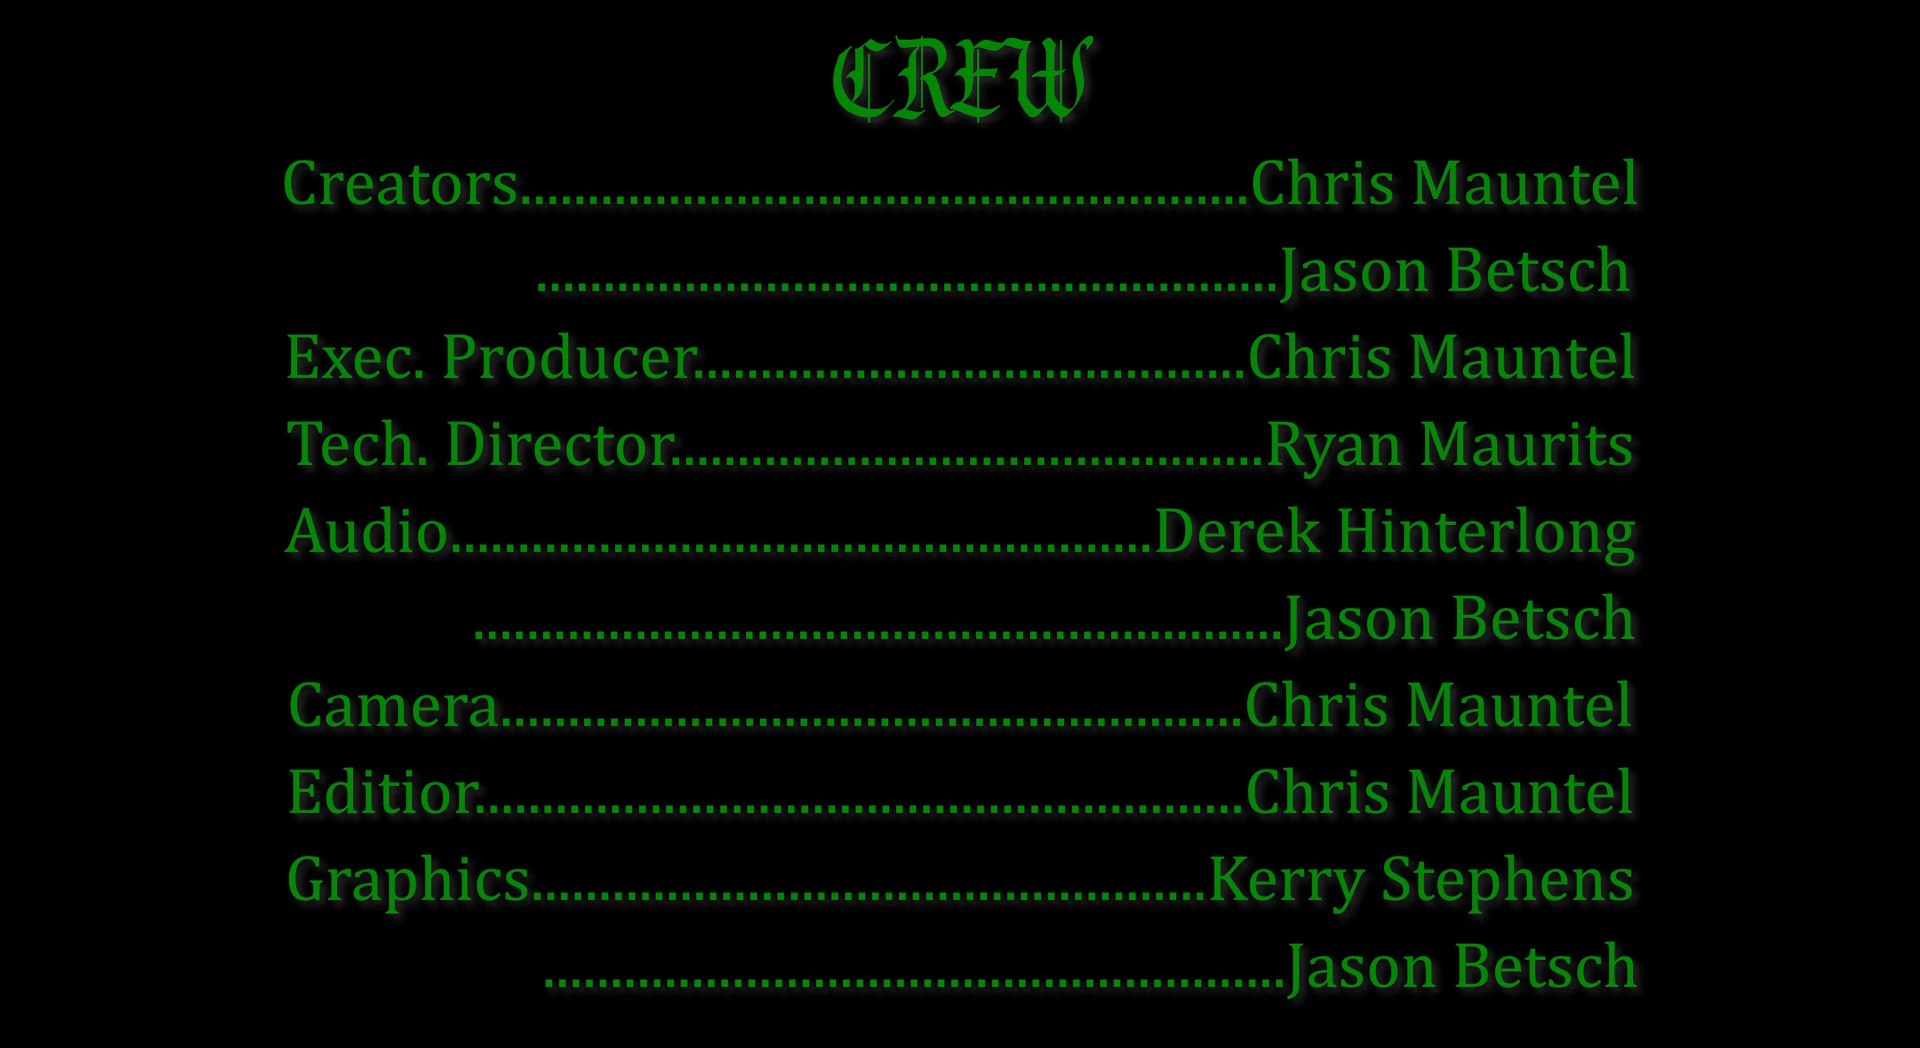 CREW
Creators......................................................Chris Mauntel
.......................................................Jason Betsch
Exec. Producer.........................................Chris Mauntel
Tech. Director............................................Ryan Maurits
Audio....................................................Derek Hinterlong
............................................................Jason Betsch
Camera.......................................................Chris Mauntel
Editior.........................................................Chris Mauntel
Graphics..................................................Kerry Stephens
.......................................................Jason Betsch